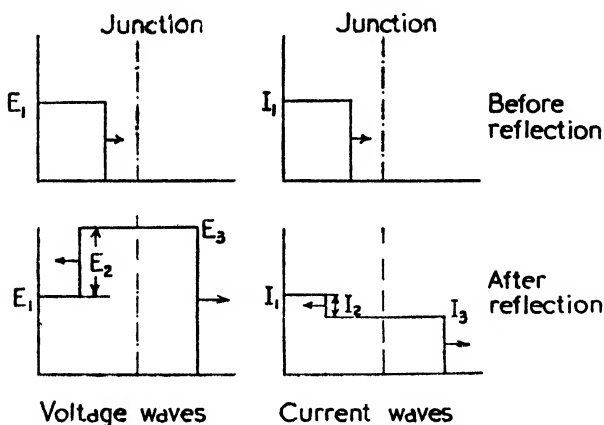 Junction
Junction
E₁
I₁
Before
reflection
E₃
E₂
E₁
I₁
I₂
I₃
After
reflection
Voltage waves
Current waves